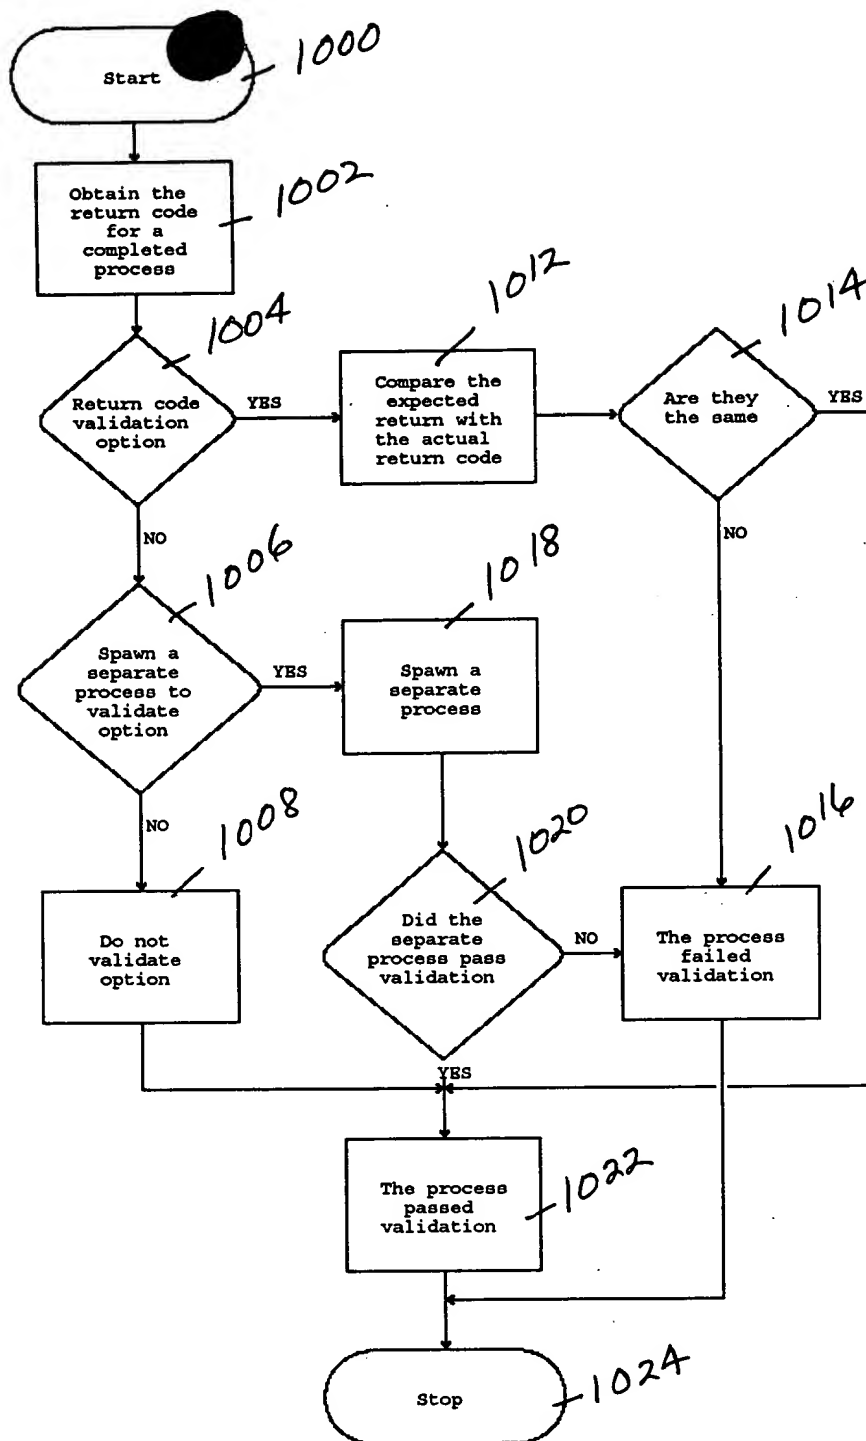 Start
1000
Obtain the
return code
for a
completed
process
1002
1004
Return code
validation
option
YES
1012
Compare the
expected
return with
the actual
return code
1014
Are they
the same
YES
NO
NO
1006
Spawn a
separate
process to
validate
option
YES
1018
Spawn a
separate
process
NO
1008
Do not
validate
option
1020
Did the
separate
process pass
validation
NO
1016
The process
failed
validation
YES
The process
passed
validation
1022
Stop
1024